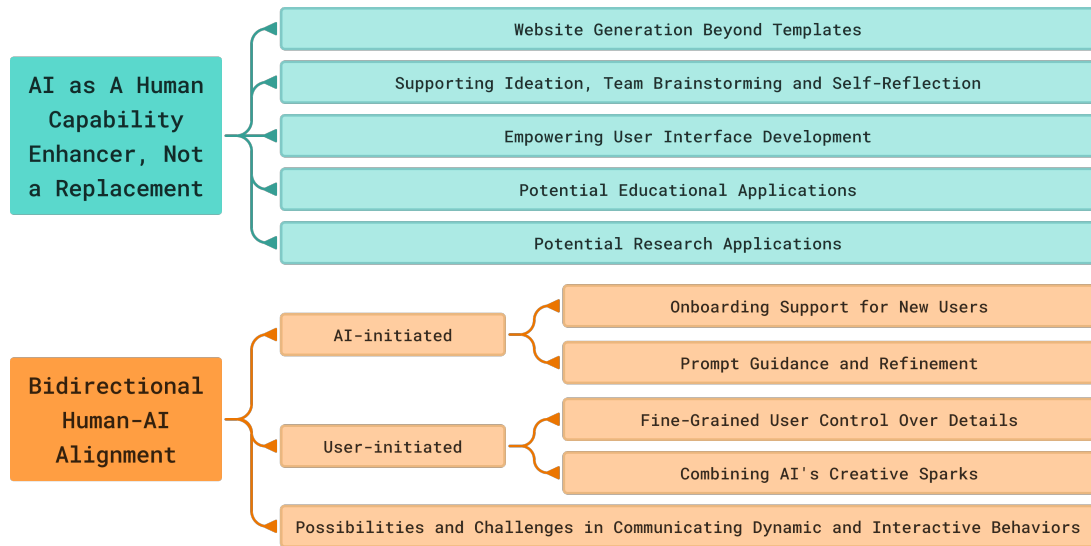 AI as A Human
Capability
Enhancer, Not
a Replacement
Website Generation Beyond Templates
Supporting Ideation, Team Brainstorming and Self-Reflection
Empowering User Interface Development
Potential Educational Applications
Potential Research Applications
Bidirectional
Human-AI
Alignment
AI-initiated
Onboarding Support for New Users
Prompt Guidance and Refinement
User-initiated
Fine-Grained User Control Over Details
Combining AI's Creative Sparks
Possibilities and Challenges in Communicating Dynamic and Interactive Behaviors